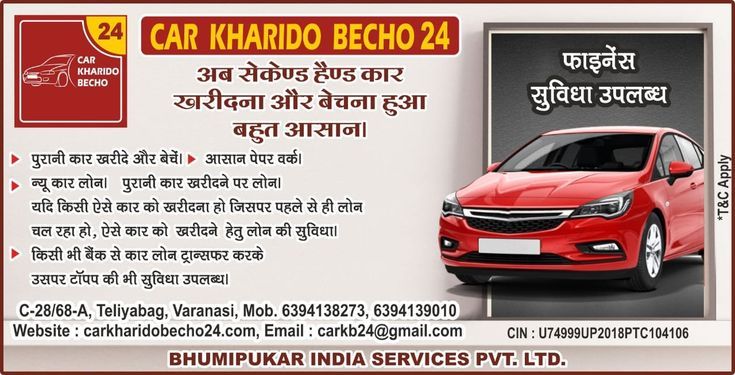 24
CAR
KHARIDO
BECHO
CAR KHARIDO BECHO 24
अब सेकेण्ड हैण्ड कार
खरीदना और बेचना हुआ
बहुत आसान।
फाइनेंस
सुविधा उपलब्ध
पुरानी कार खरीदे और बेचें। आसान पेपर वर्क।
न्यू कार लोन। पुरानी कार खरीदने पर लोन।
यदि किसी ऐसे कार को खरीदना हो जिसपर पहले से ही लोन
चल रहा हो, ऐसे कार को खरीदने हेतु लोन की सुविधा।
किसी भी बैंक से कार लोन ट्रान्सफर करके
उसपर टॉपप की भी सुविधा उपलब्ध।
*T&C Apply
C-28/68-A, Teliyabag, Varanasi, Mob. 6394138273, 6394139010
Website : carkharidobecho24.com, Email : carkb24@gmail.com
CIN : U74999UP2018PTC104106
BHUMIPUKAR INDIA SERVICES PVT. LTD.